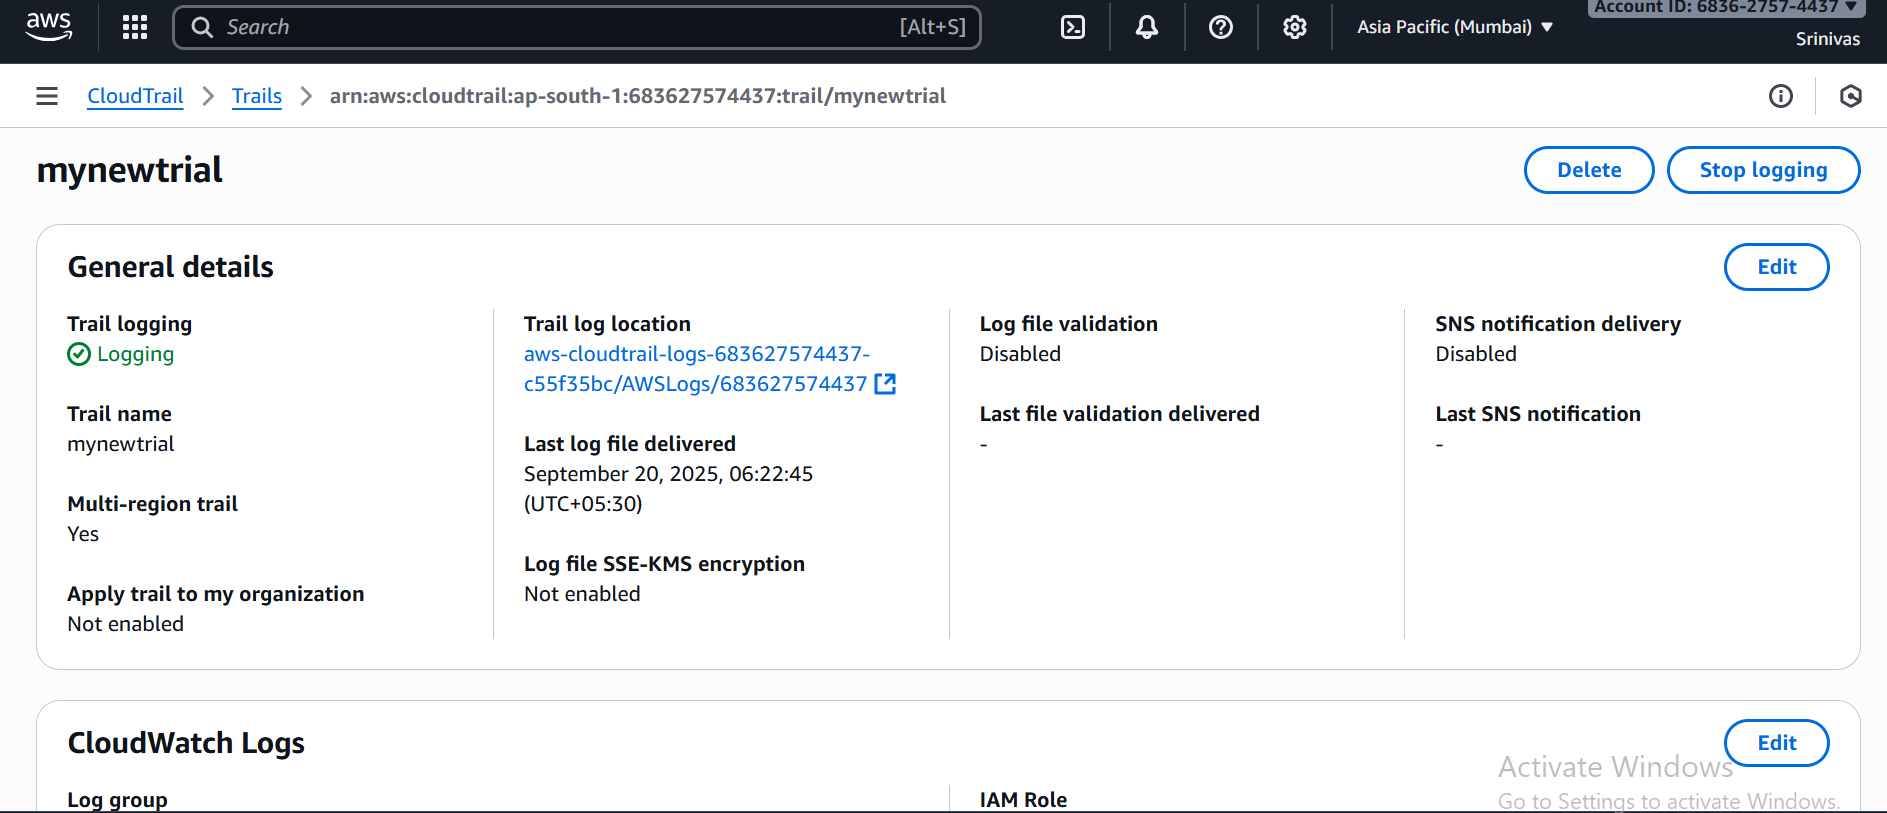 aws
Search [Alt+S]
Asia Pacific (Mumbai)
Account ID: 6836-2757-4437
Srinivas
CloudTrail
Trails
arn:aws:cloudtrail:ap-south-1:683627574437:trail/mynewtrial
mynewtrial
Delete
Stop logging
General details
Edit
Trail logging
Logging
Trail name
mynewtrial
Multi-region trail
Yes
Apply trail to my organization
Not enabled
Trail log location
aws-cloudtrail-logs-683627574437-
c55f35bc/AWSLogs/683627574437
Last log file delivered
September 20, 2025, 06:22:45
(UTC+05:30)
Log file SSE-KMS encryption
Not enabled
Log file validation
Disabled
Last file validation delivered
-
SNS notification delivery
Disabled
Last SNS notification
-
CloudWatch Logs
Edit
Log group
IAM Role
Activate Windows
Go to Settings to activate Windows.